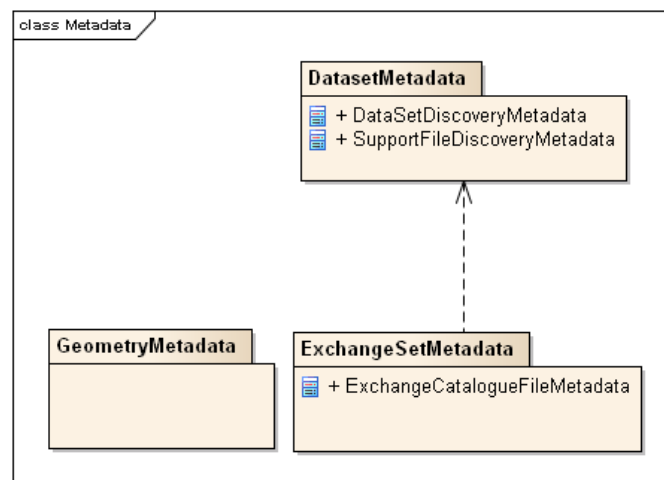 class Metadata
DatasetMetadata
+ DataSetDiscoveryMetadata
+ SupportFileDiscoveryMetadata
GeometryMetadata
ExchangeSetMetadata
+ ExchangeCatalogueFileMetadata